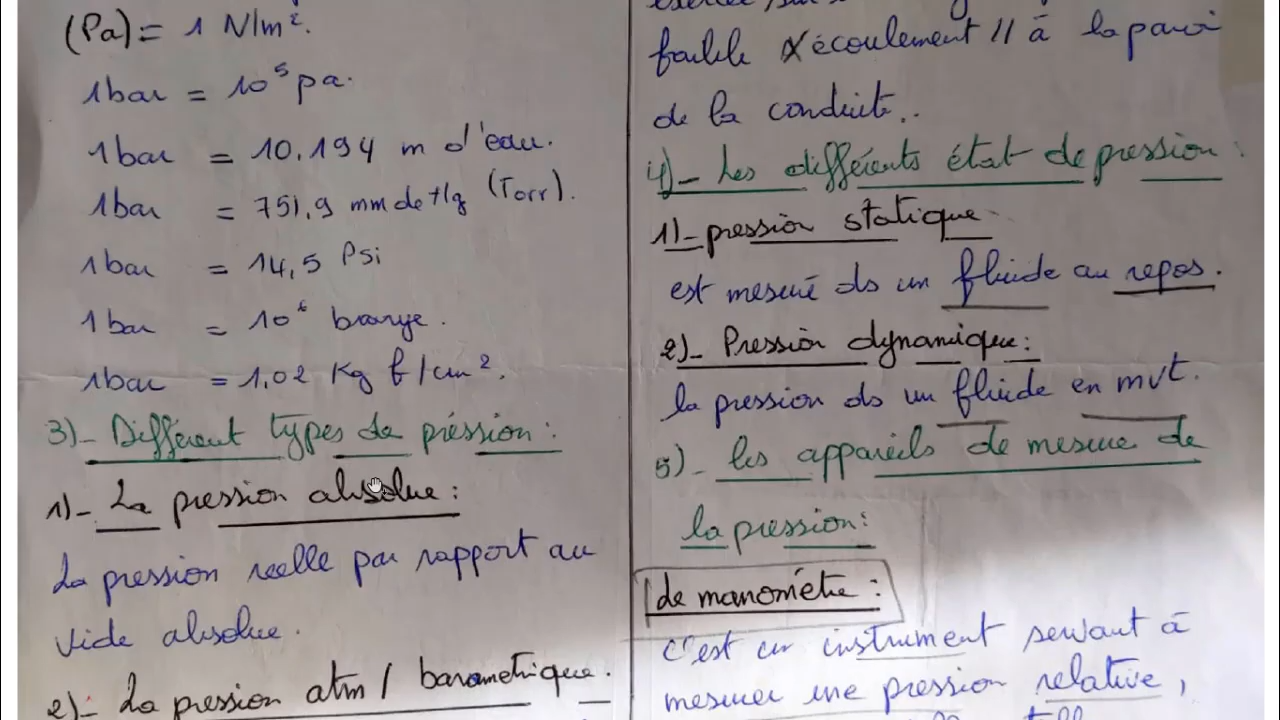 (Pa) = 1 N/m².
1bar = 10⁵ pa.
1bar = 10.194 m d'eau.
1bar = 751,9 mm de Hg (Torr).
1bar = 14,5 Psi
1bar = 10⁶ barye.
1bar = 1,02 Kg f/cm².
3)_ Différent types de préssion :
1)_ La pression absolue :
La pression réelle par rapport au
vide absolue.
2)_ La pression atm / barometrique.
faible écoulement // à la paroi
de la conduite..
4)_ Les différents état de pression :
1)_ pression statique
est mesuré ds un fluide au repos.
2)_ Pression dynamique :
la pression ds un fluide en mvt.
5)_ les appareils de mesure de
la pression :
de manomètre :
c'est un instrument servant à
mesurer une pression relative,